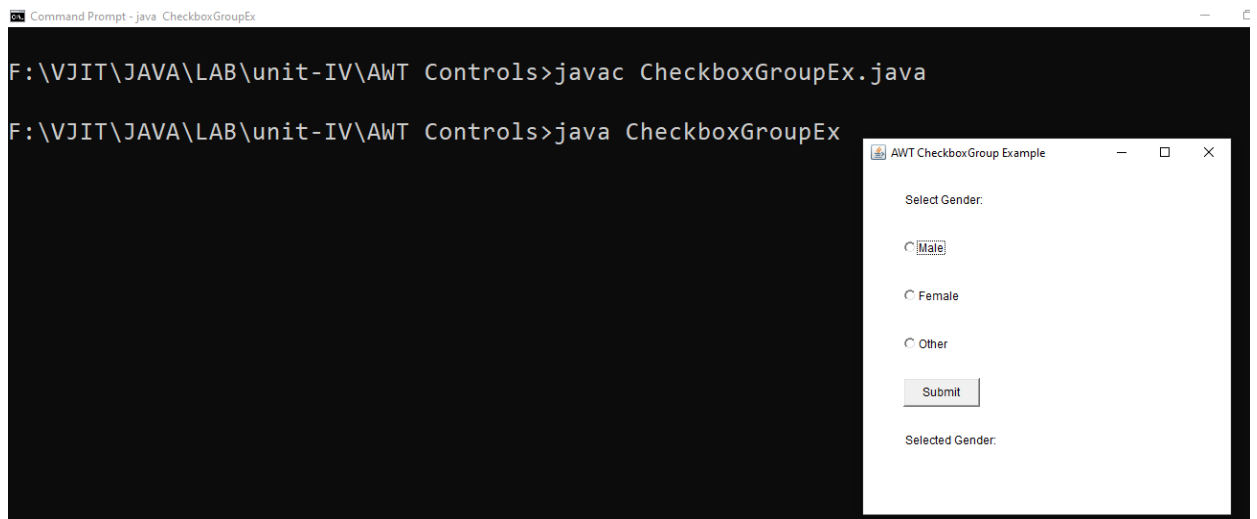 Command Prompt - java  CheckboxGroupEx
F:\VJIT\JAVA\LAB\unit-IV\AWT Controls>javac CheckboxGroupEx.java
F:\VJIT\JAVA\LAB\unit-IV\AWT Controls>java CheckboxGroupEx
AWT CheckboxGroup Example
Select Gender:
Male
Female
Other
Submit
Selected Gender: